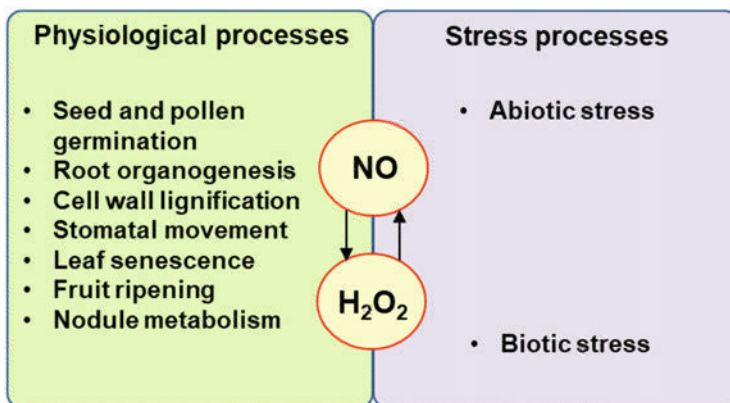 Physiological processes
• Seed and pollen
germination
• Root organogenesis
• Cell wall lignification
• Stomatal movement
• Leaf senescence
• Fruit ripening
• Nodule metabolism
NO
H₂O₂
Stress processes
• Abiotic stress
• Biotic stress